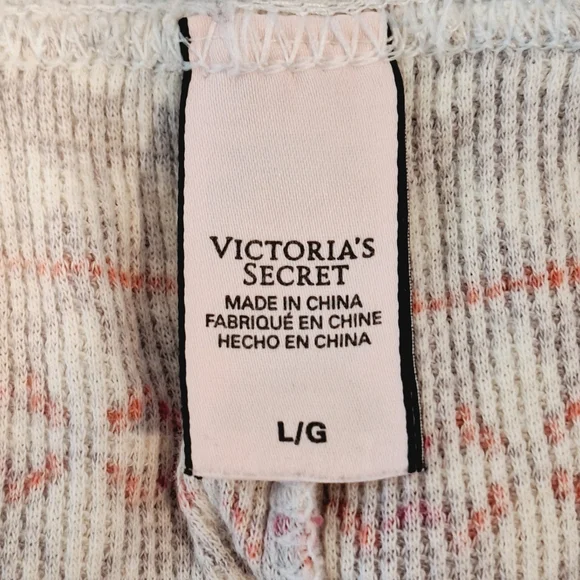 VICTORIA'S
SECRET
MADE IN CHINA
FABRIQUÉ EN CHINE
HECHO EN CHINA
L/G